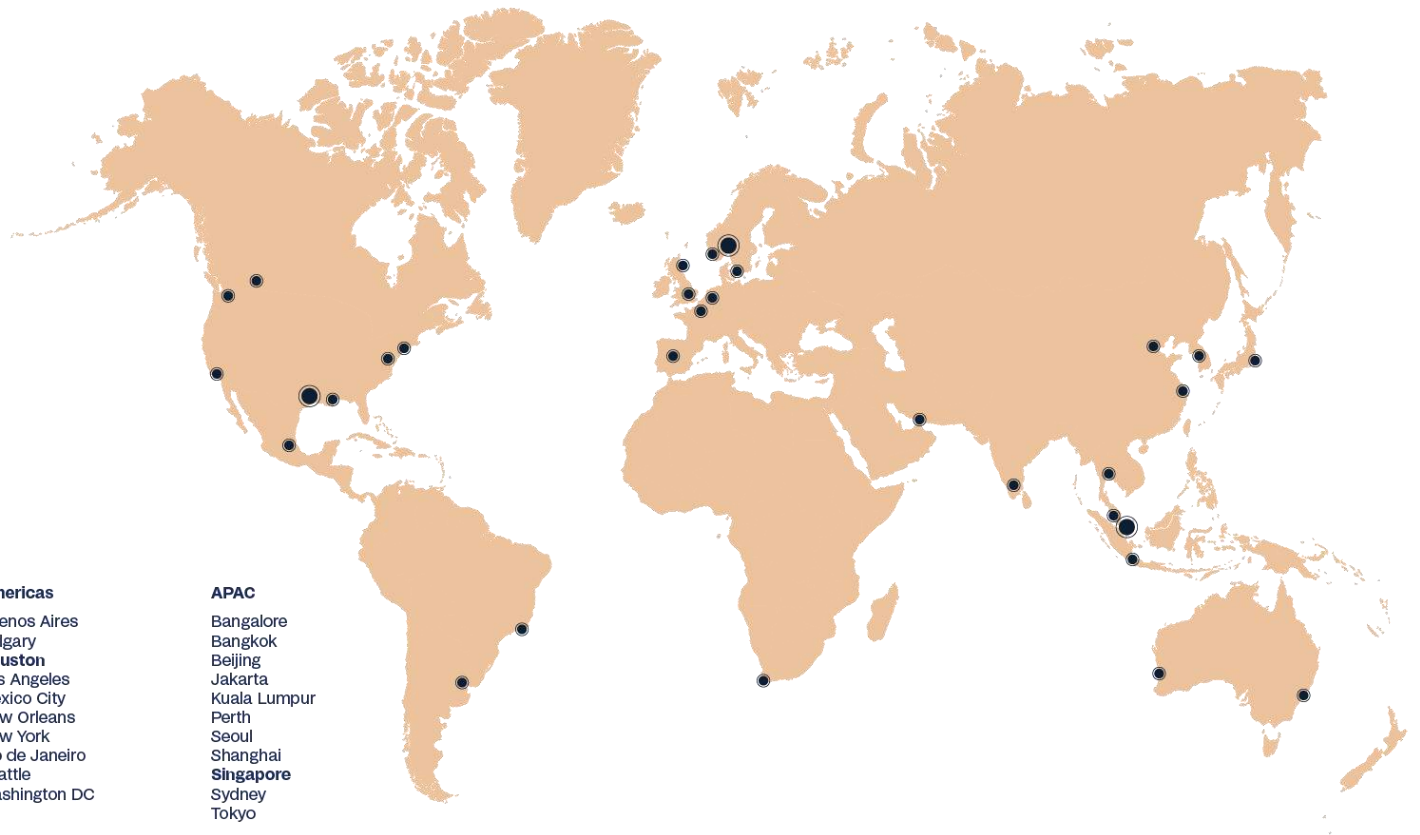 mericas
enos Aires
lgary
uston
s Angeles
exico City
w Orleans
w York
o de Janeiro
attle
ashington DC
APAC
Bangalore
Bangkok
Beijing
Jakarta
Kuala Lumpur
Perth
Seoul
Shanghai
Singapore
Sydney
Tokyo